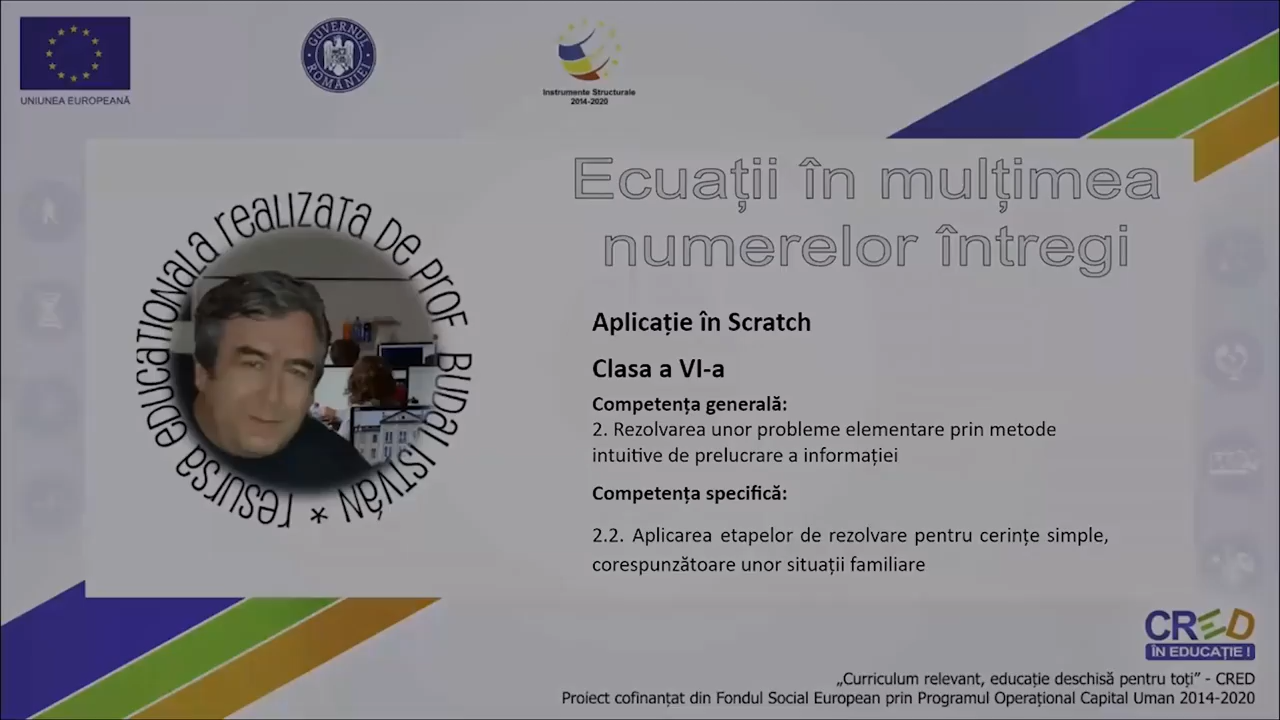 UNIUNEA EUROPEANĂ
GUVERNUL ROMÂNIEI
Instrumente Structurale
2014-2020
Ecuații în mulțimea
numerelor întregi
resursa educationala realizata de prof Budai István *
Aplicație în Scratch
Clasa a VI-a
Competența generală:
2. Rezolvarea unor probleme elementare prin metode
intuitive de prelucrare a informației
Competența specifică:
2.2. Aplicarea etapelor de rezolvare pentru cerințe simple,
corespunzătoare unor situații familiare
CRED
ÎN EDUCAȚIE !
„Curriculum relevant, educație deschisă pentru toți” - CRED
Proiect cofinanțat din Fondul Social European prin Programul Operațional Capital Uman 2014-2020